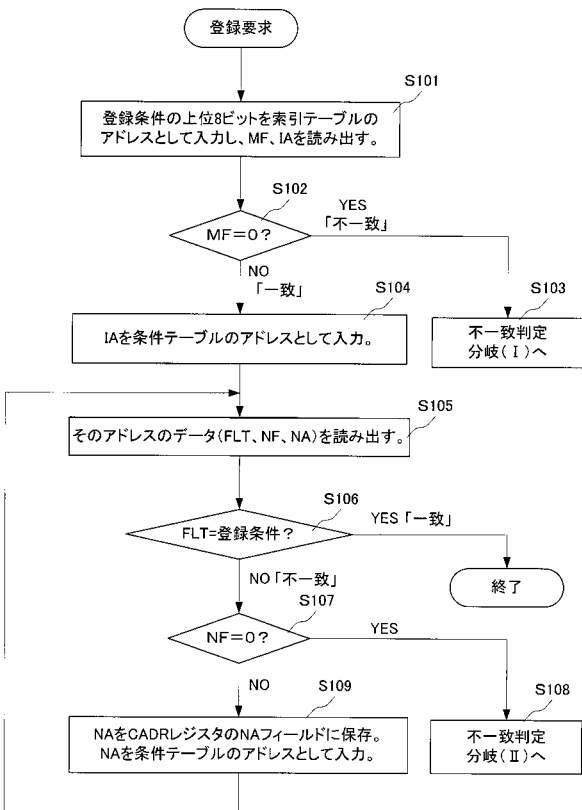 登録要求
S101
登録条件の上位8ビットを索引テーブルの
アドレスとして入力し、MF、IAを読み出す。
S102
MF=0?
YES
「不一致」
NO
「一致」
S104
IAを条件テーブルのアドレスとして入力。
S103
不一致判定
分岐(Ⅰ)へ
S105
そのアドレスのデータ(FLT、NF、NA)を読み出す。
S106
FLT=登録条件?
YES「一致」
終了
NO「不一致」
S107
NF=0?
YES
NO
S109
NAをCADRレジスタのNAフィールドに保存。
NAを条件テーブルのアドレスとして入力。
S108
不一致判定
分岐(Ⅱ)へ